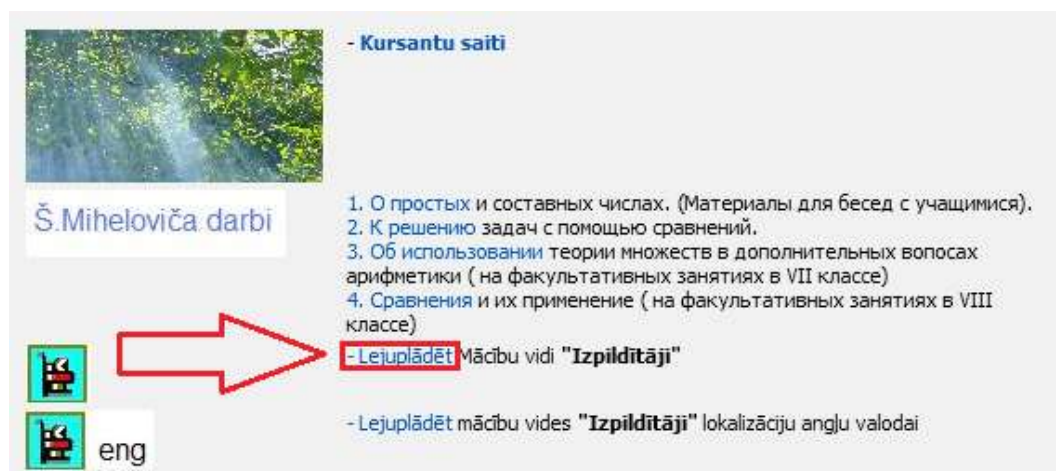 - Kursantu saiti
Š.Miheloviča darbi
1. О простых и составных числах. (Материалы для бесед с учащимися).
2. К решению задач с помощью сравнений.
3. Об использовании теории множеств в дополнительных вопосах
арифметики ( на факультативных занятиях в VII классе)
4. Сравнения и их применение ( на факультативных занятиях в VIII
классе)
- Lejuplādēt Mācību vidi "Izpildītāji"
- Lejuplādēt mācību vides "Izpildītāji" lokalizāciju angļu valodai
eng